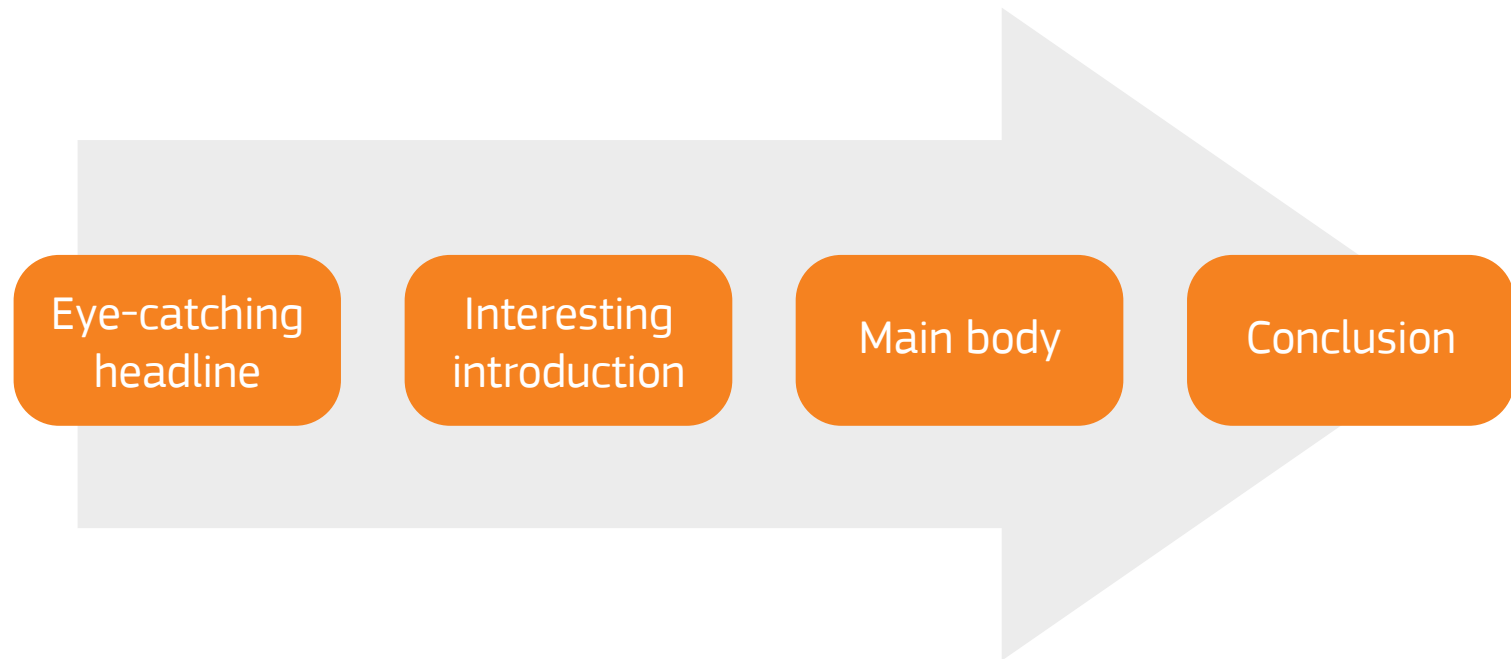 Eye-catching
headline
Interesting
introduction
Main body
Conclusion